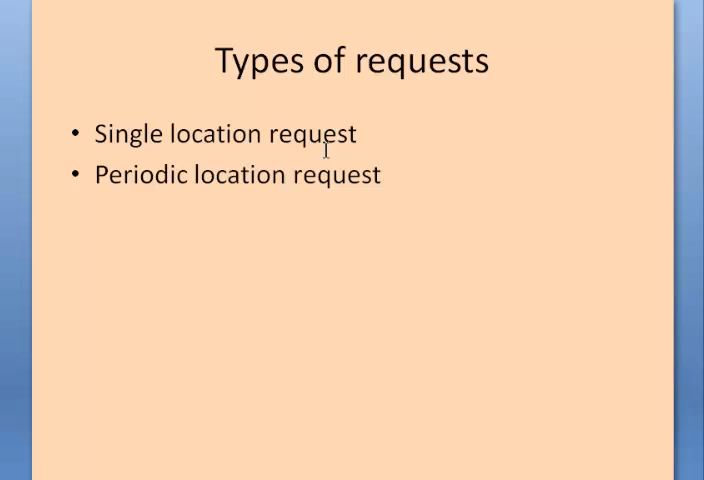 Types of requests
• Single location request
• Periodic location request